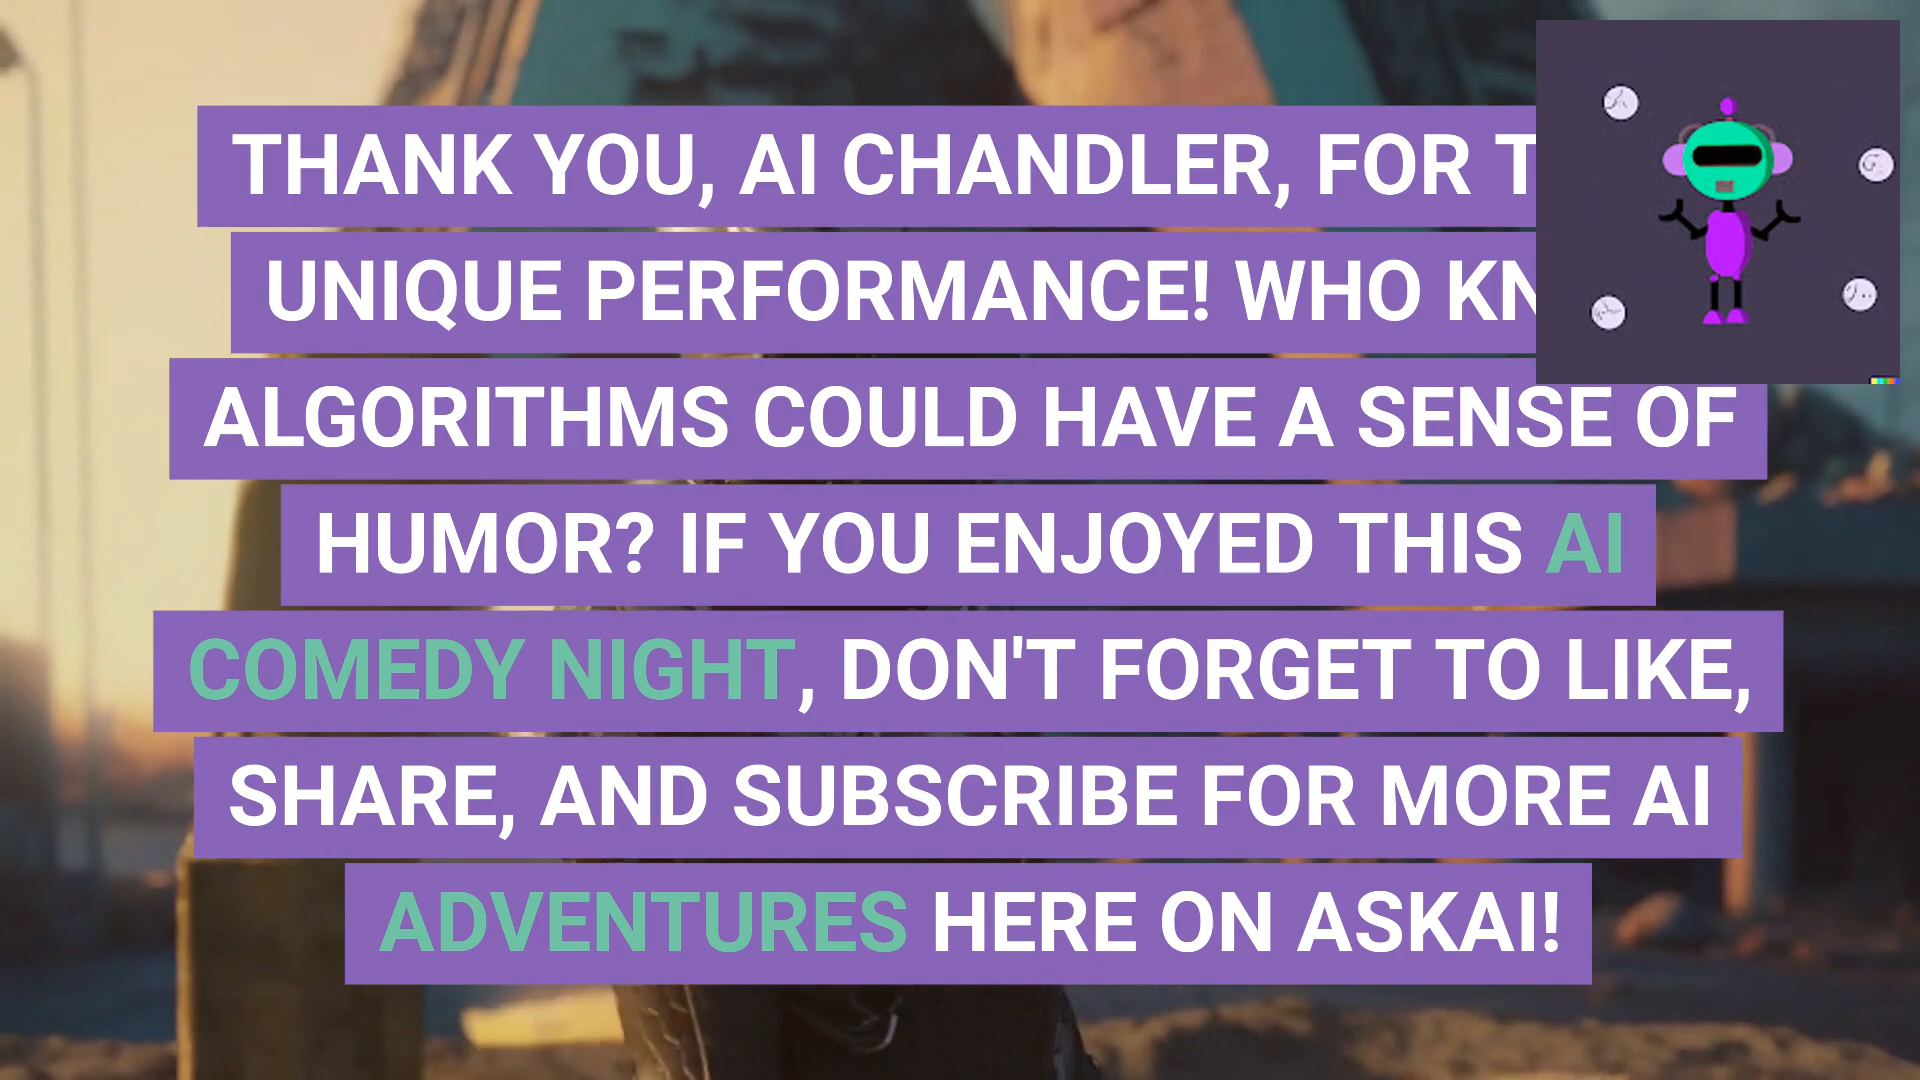 THANK YOU, AI CHANDLER, FOR
UNIQUE PERFORMANCE! WHO
ALGORITHMS COULD HAVE A SENSE OF
HUMOR? IF YOU ENJOYED THIS AI
COMEDY NIGHT, DON'T FORGET TO LIKE,
SHARE, AND SUBSCRIBE FOR MORE AI
ADVENTURES HERE ON ASKAI!